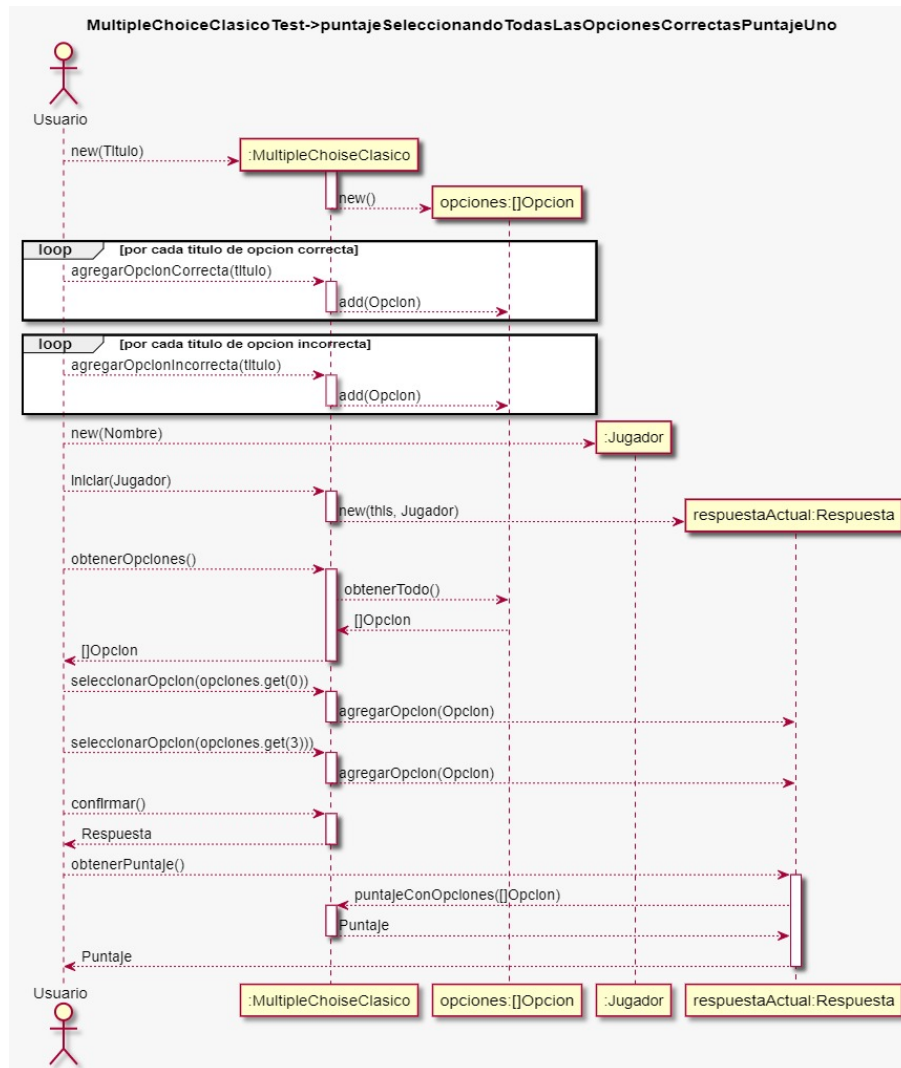 MultipleChoiceClasicoTest->puntajeSeleccionandoTodasLasOpcionesCorrectasPuntajeUno
Usuario
new(Titulo)
:MultipleChoiseClasico
new()
opciones:[]Opcion
loop [por cada titulo de opcion correcta]
agregarOpcionCorrecta(titulo)
add(Opcion)
loop [por cada titulo de opcion incorrecta]
agregarOpcionIncorrecta(titulo)
add(Opcion)
new(Nombre)
:Jugador
iniciar(Jugador)
new(this, Jugador)
respuestaActual:Respuesta
obtenerOpciones()
obtenerTodo()
[]Opcion
[]Opcion
seleccionarOpcion(opciones.get(0))
agregarOpcion(Opcion)
seleccionarOpcion(opciones.get(3)))
agregarOpcion(Opcion)
confirmar()
Respuesta
obtenerPuntaje()
puntajeConOpciones([]Opcion)
Puntaje
Puntaje
Usuario
:MultipleChoiseClasico
opciones:[]Opcion
:Jugador
respuestaActual:Respuesta